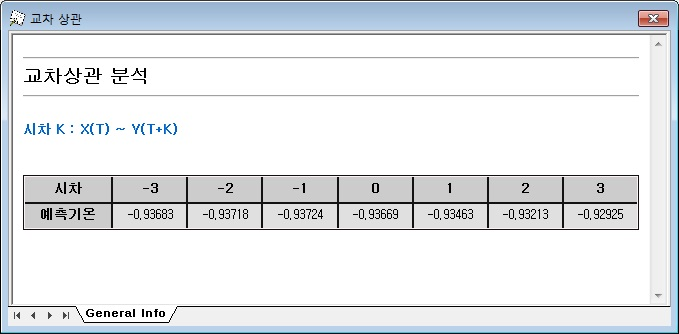 교차 상관
교차상관 분석
시차 K : X(T) ~ Y(T+K)
시차 -3 -2 -1 0 1 2 3
예측기온 -0,93683 -0,93718 -0,93724 -0,93669 -0,93463 -0,93213 -0,92925
General Info